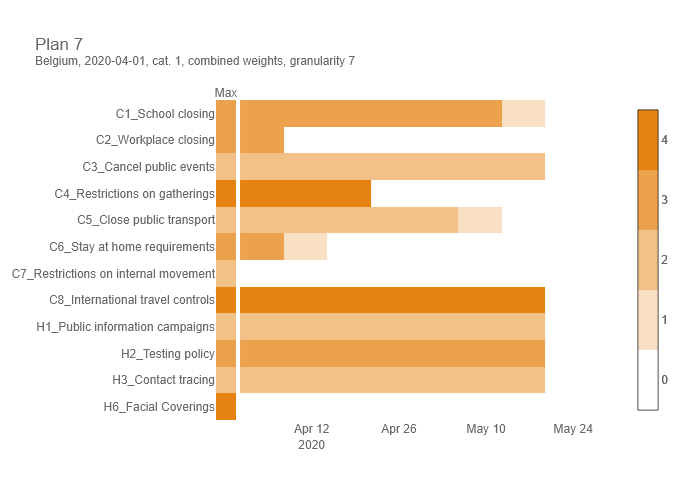 Plan 7
Belgium, 2020-04-01, cat. 1, combined weights, granularity 7
Max
C1_School closing
C2_Workplace closing
C3_Cancel public events
C4_Restrictions on gatherings
C5_Close public transport
C6_Stay at home requirements
C7_Restrictions on internal movement
C8_International travel controls
H1_Public information campaigns
H2_Testing policy
H3_Contact tracing
H6_Facial Coverings
Apr 12
2020
Apr 26
May 10
May 24
4
3
2
1
0